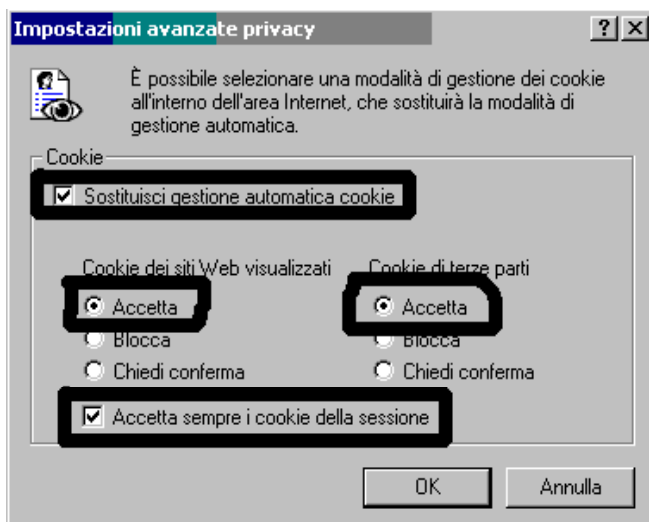 Impostazioni avanzate privacy
È possibile selezionare una modalità di gestione dei cookie
all'interno dell'area Internet, che sostituirà la modalità di
gestione automatica.
Cookie
Sostituisci gestione automatica cookie
Cookie dei siti Web visualizzati Cookie di terze parti
Accetta Accetta
Blocca Blocca
Chiedi conferma Chiedi conferma
Accetta sempre i cookie della sessione
OK Annulla